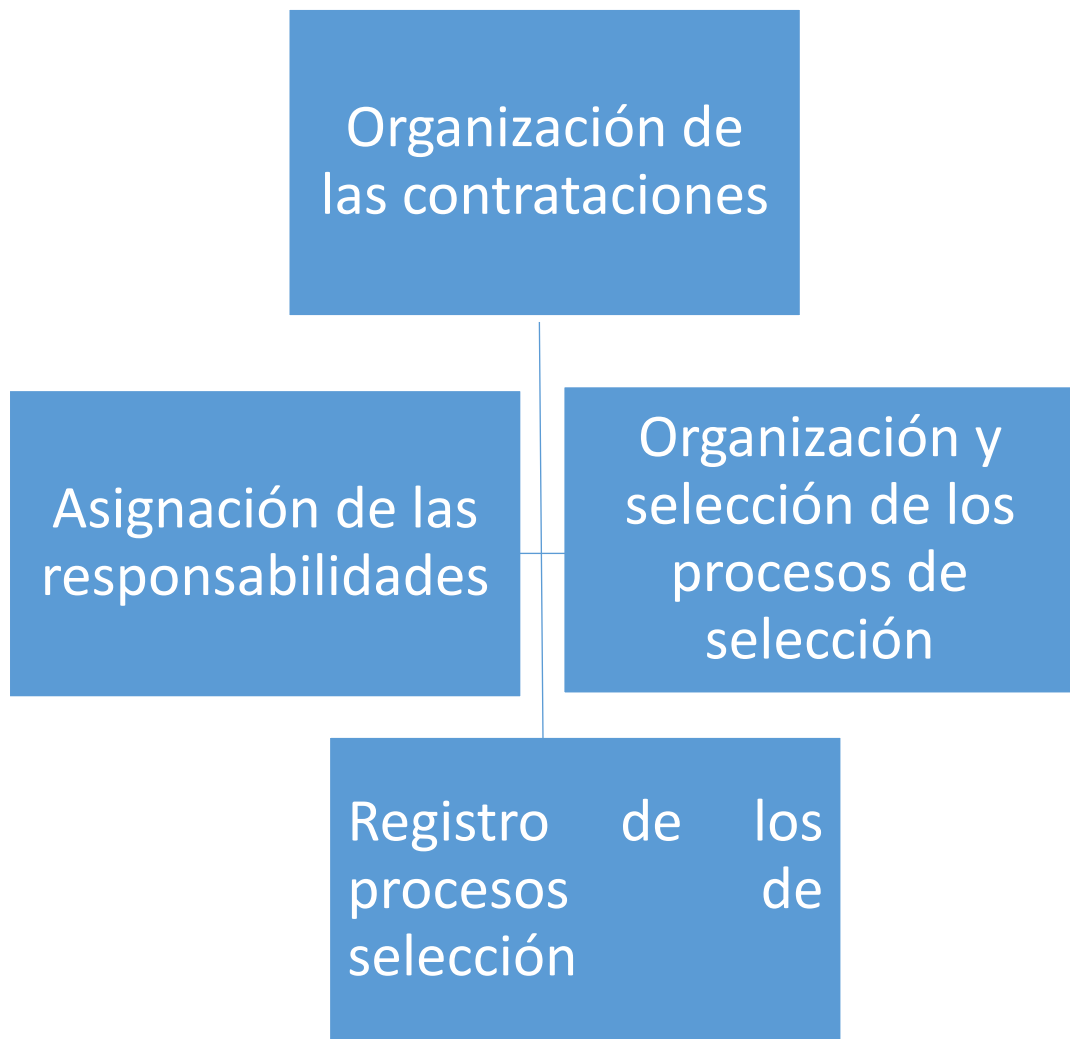 Organización de
las contrataciones
Asignación de las
responsabilidades
Organización y
selección de los
procesos de
selección
Registro de los
procesos de
selección